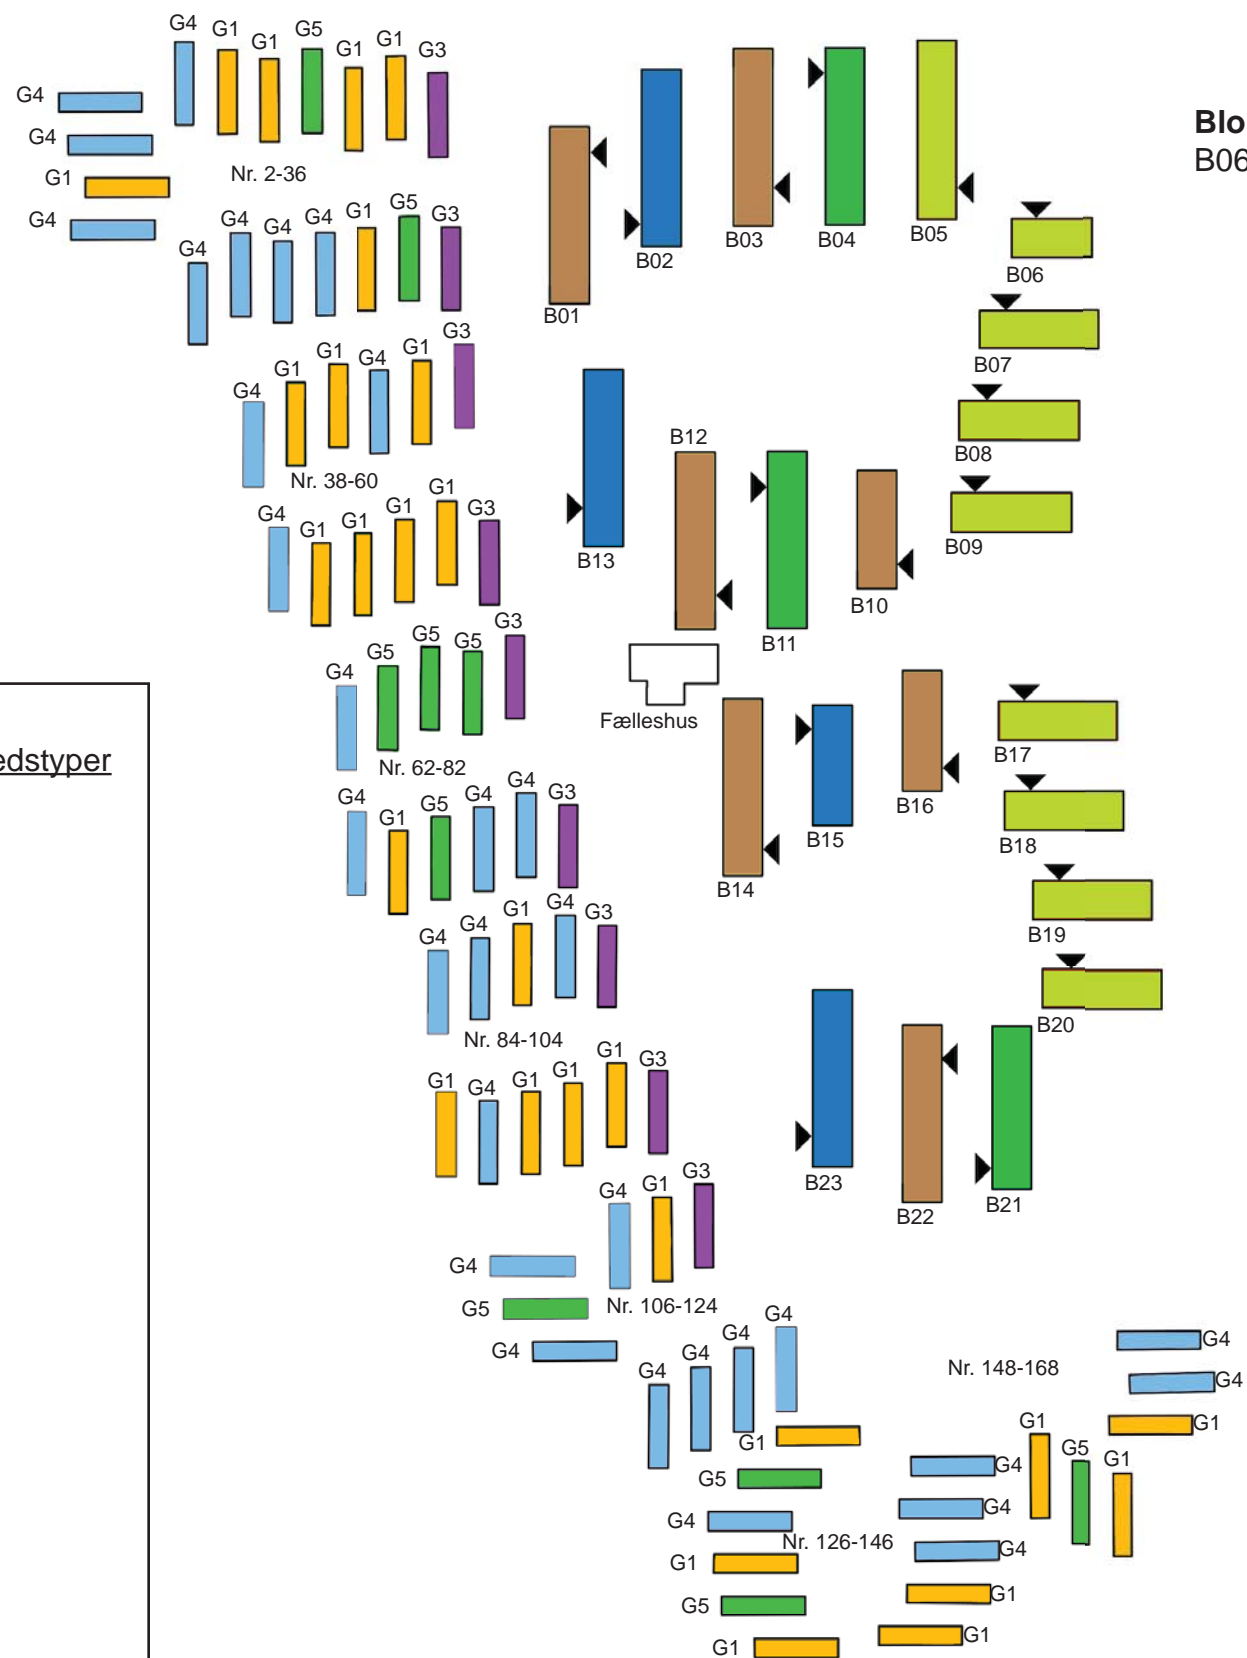 G4 G1 G1 G5 G1 G1 G3
G4
G4
G1
G4
Nr. 2-36
G4 G4 G4 G4 G1 G5 G3
G4 G1 G1 G4 G1 G3
Nr. 38-60
G4 G1 G1 G1 G1 G3
G4 G5 G5 G5 G3
Nr. 62-82
G4 G1 G5 G4 G4 G3
G4 G4 G1 G4 G3
Nr. 84-104
G1 G4 G1 G1 G1 G3
G4 G1 G3
G4
G5
G4
Nr. 106-124
G4 G4 G4 G4
G1
G5
G4
G1
G5
G1
Nr. 126-146
G4
G4
G4
G1
G1
Nr. 148-168
G1 G5 G1
G4
G4
G1
B01
B02
B03
B04
B05
B06
B07
B08
B09
B10
B11
B12
B13
Fælleshus
B14
B15
B16
B17
B18
B19
B20
B21
B22
B23
Blo
B06
edstyper